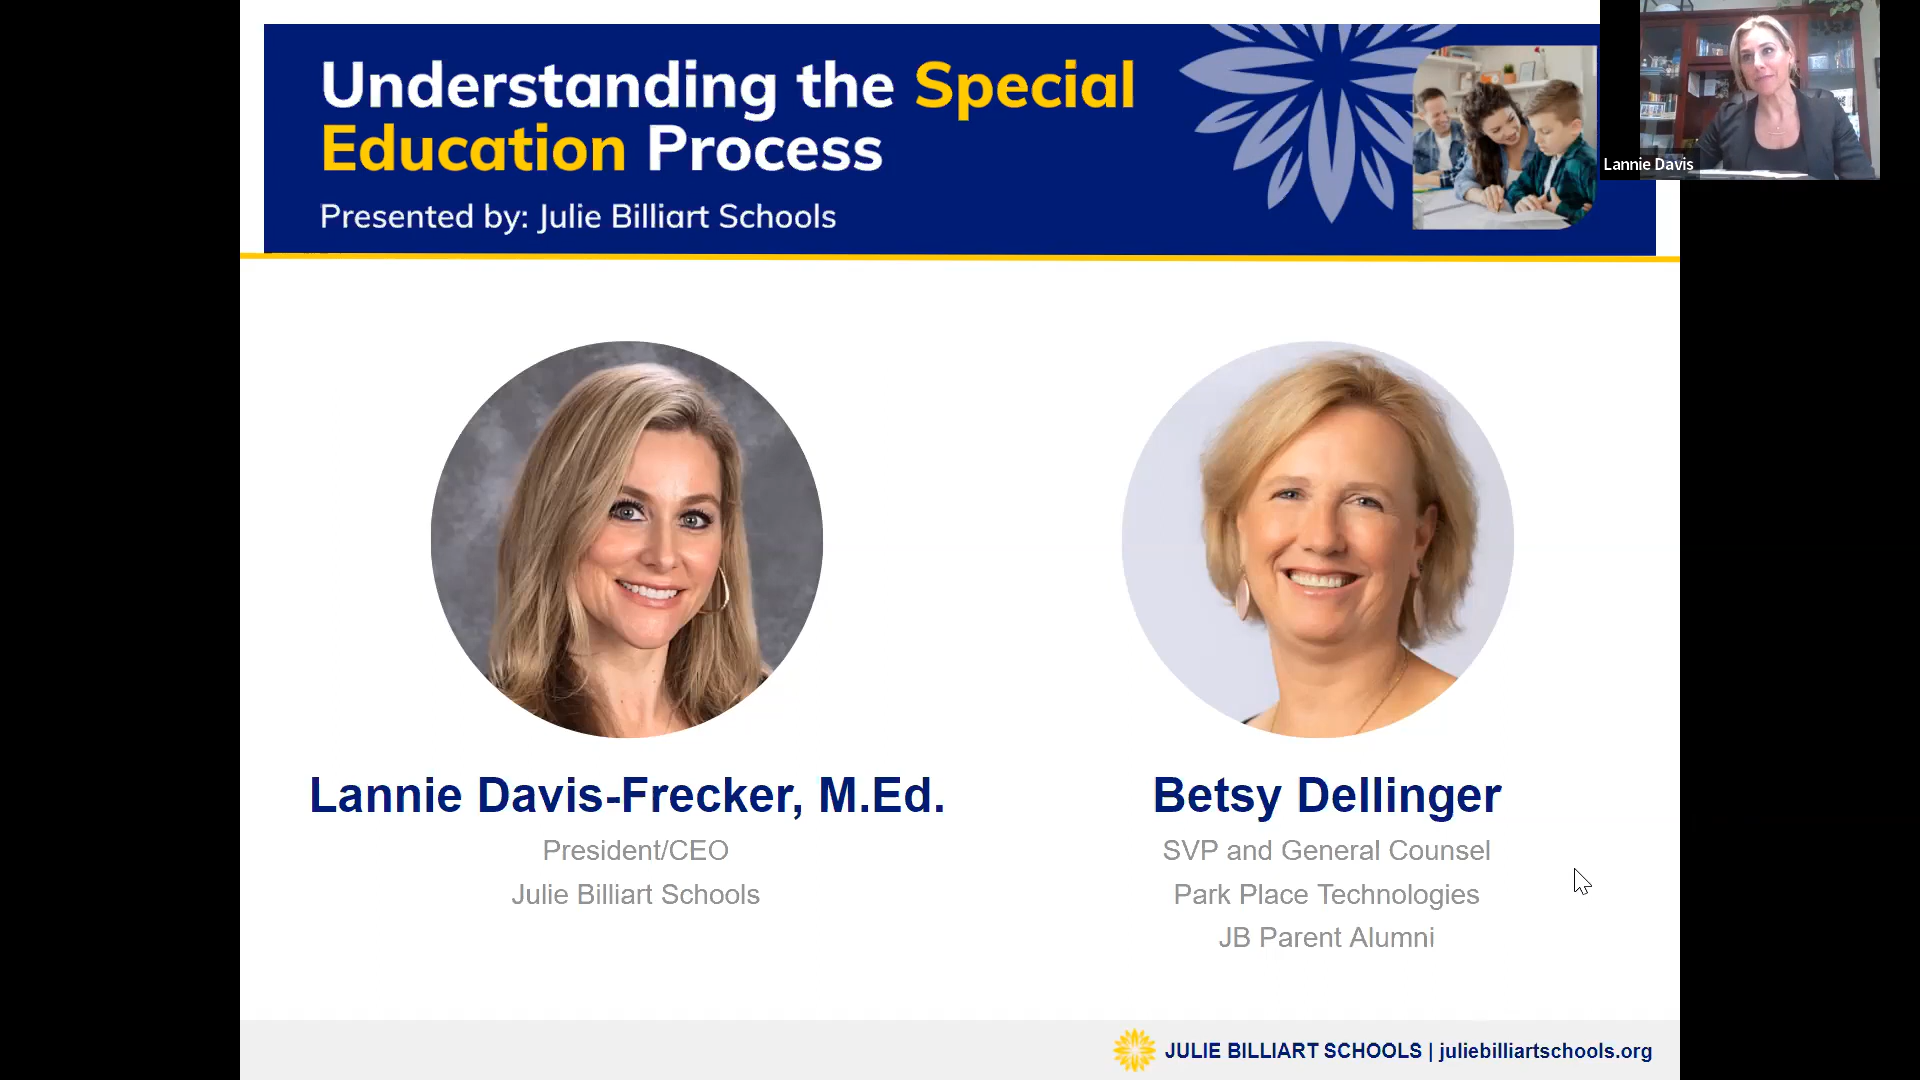 Understanding the Special
Education Process
Presented by: Julie Billiart Schools
Lannie Davis
Lannie Davis-Frecker, M.Ed.
President/CEO
Julie Billiart Schools
Betsy Dellinger
SVP and General Counsel
Park Place Technologies
JB Parent Alumni
JULIE BILLIART SCHOOLS | juliebilliartschools.org